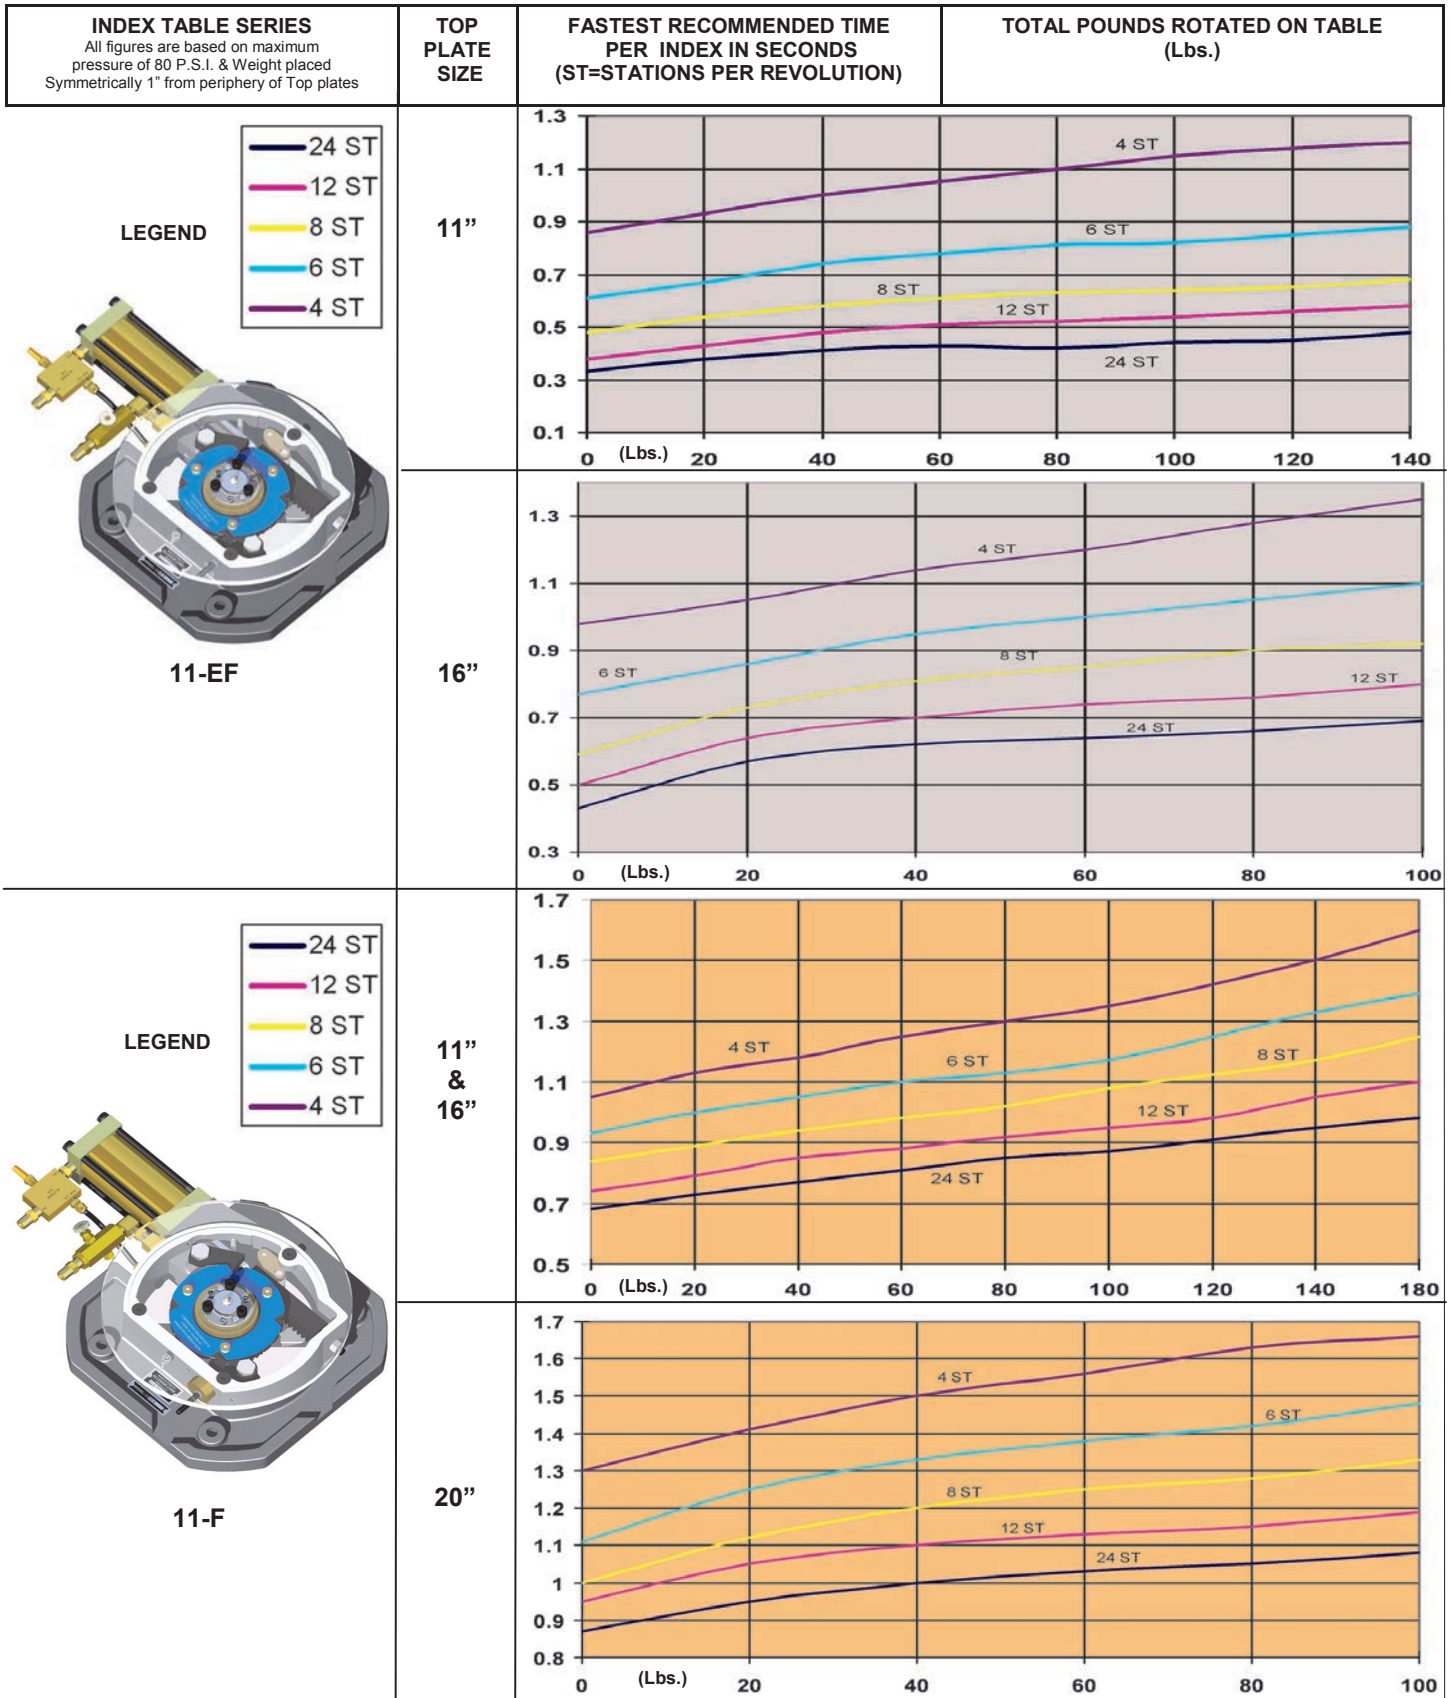 INDEX TABLE SERIES
All figures are based on maximum
pressure of 80 P.S.I. & Weight placed
Symmetrically 1" from periphery of Top plates
TOP
PLATE
SIZE
FASTEST RECOMMENDED TIME
PER INDEX IN SECONDS
(ST=STATIONS PER REVOLUTION)
TOTAL POUNDS ROTATED ON TABLE
(Lbs.)
LEGEND
24 ST
12 ST
8 ST
6 ST
4 ST
11-EF
11”
1.3
1.1
0.9
0.7
0.5
0.3
0.1
4 ST
6 ST
8 ST
12 ST
24 ST
0 (Lbs.) 20 40 60 80 100 120 140
16”
1.3
1.1
0.9
0.7
0.5
0.3
4 ST
6 ST
8 ST
12 ST
24 ST
0 (Lbs.) 20 40 60 80 100
LEGEND
24 ST
12 ST
8 ST
6 ST
4 ST
11-F
11”
&
16”
1.7
1.5
1.3
1.1
0.9
0.7
0.5
4 ST
6 ST
8 ST
12 ST
24 ST
0 (Lbs.) 20 40 60 80 100 120 140 180
20”
1.7
1.6
1.5
1.4
1.3
1.2
1.1
1
0.9
0.8
4 ST
6 ST
8 ST
12 ST
24 ST
0 (Lbs.) 20 40 60 80 100